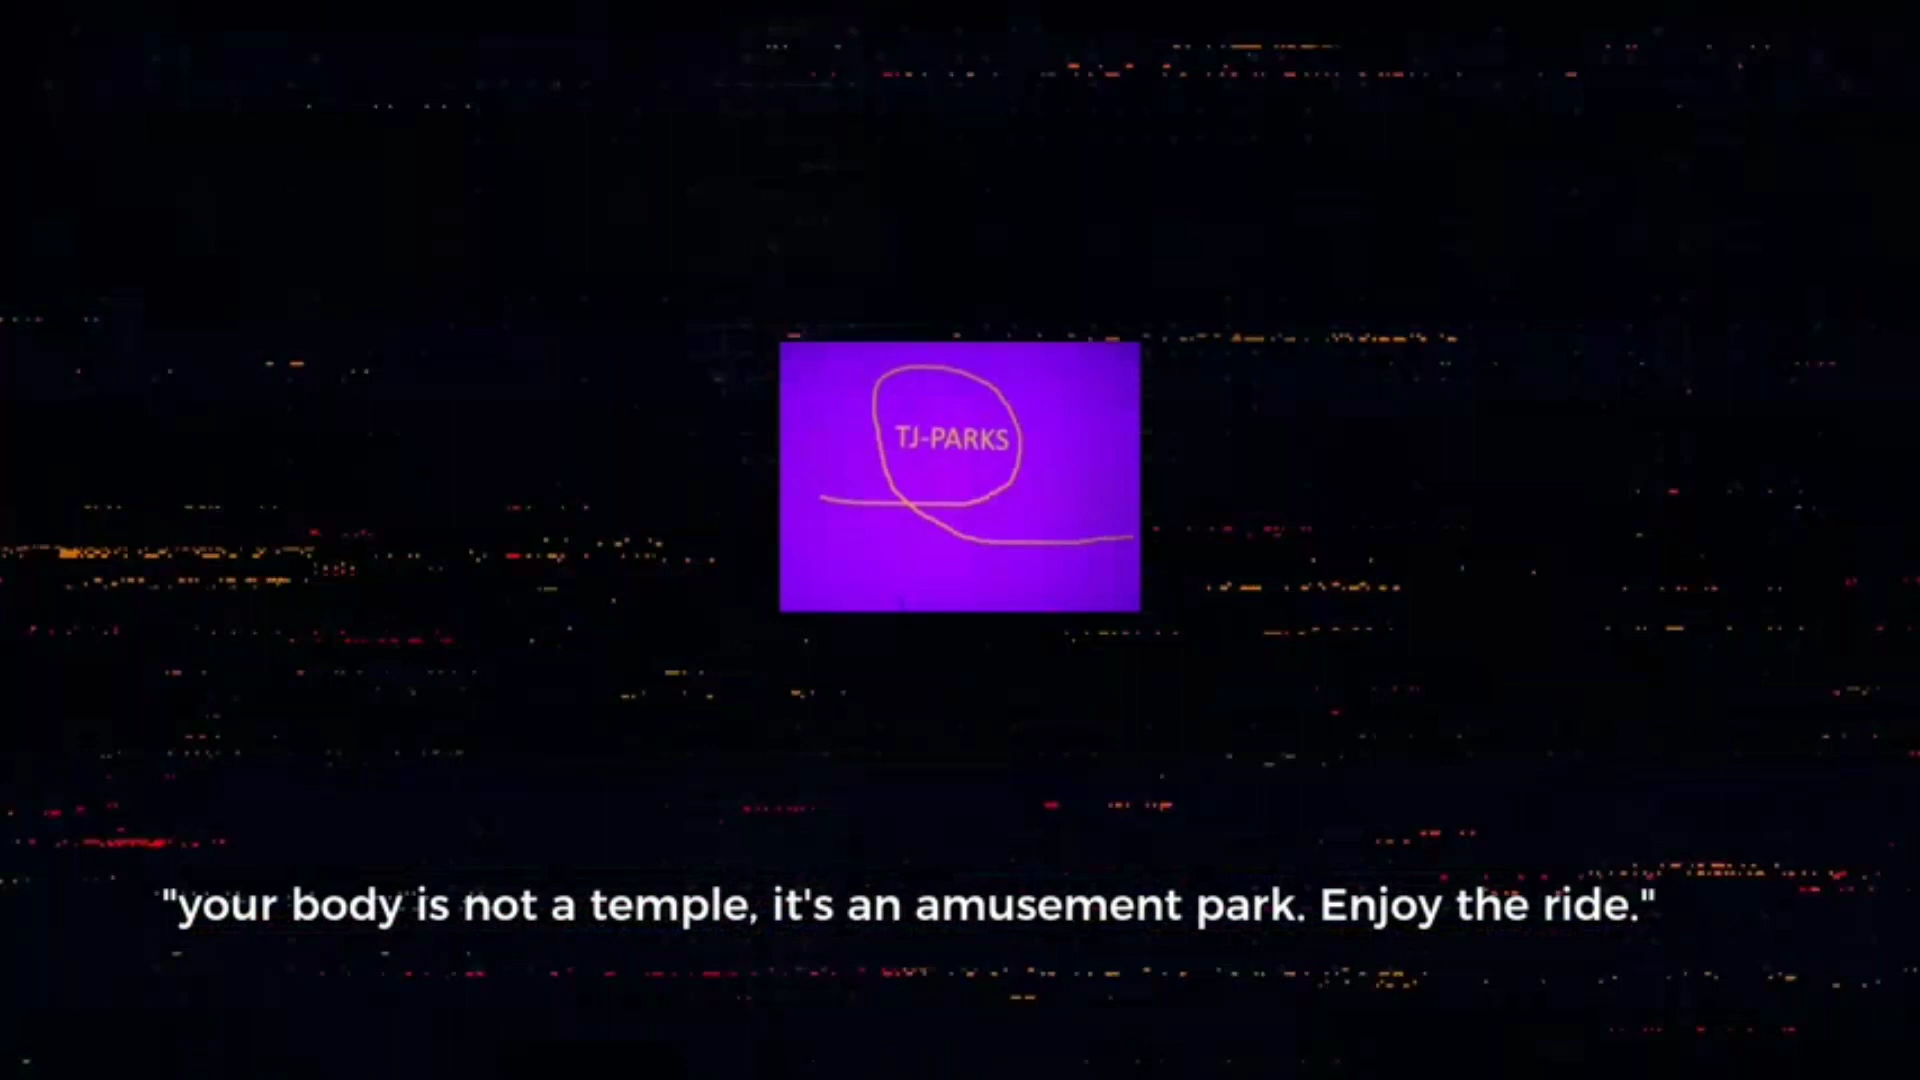 TJ-PARKS
"your body is not a temple, it's an amusement park. Enjoy the ride."